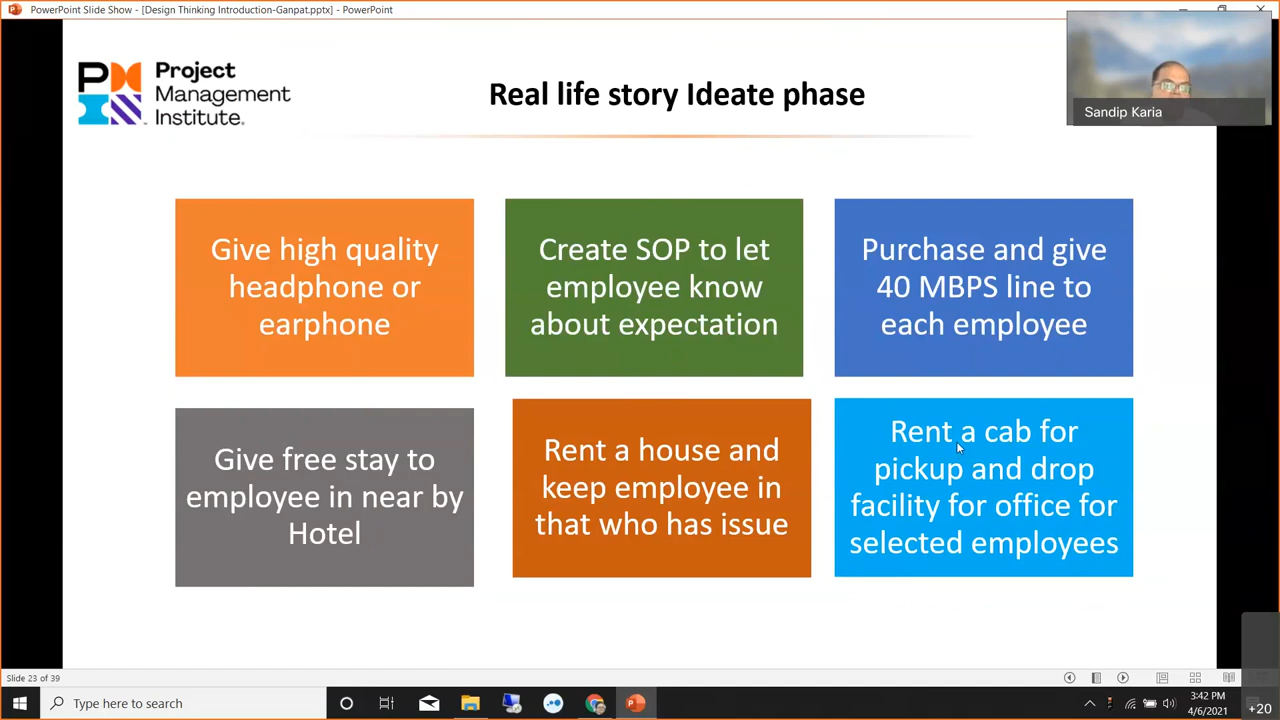 PowerPoint Slide Show - [Design Thinking Introduction-Ganpat.pptx] - PowerPoint
Project
Management
Institute.
Real life story Ideate phase
Sandip Karia
Give high quality
headphone or
earphone
Create SOP to let
employee know
about expectation
Purchase and give
40 MBPS line to
each employee
Give free stay to
employee in near by
Hotel
Rent a house and
keep employee in
that who has issue
Rent a cab for
pickup and drop
facility for office for
selected employees
Slide 23 of 39
Type here to search
3:42 PM
4/6/2021
+20